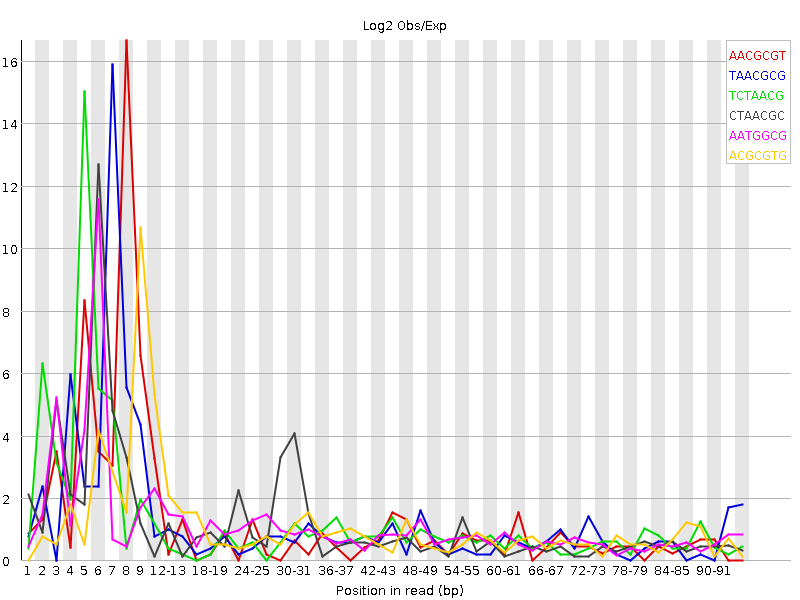 Log2 Obs/Exp
16
14
12
10
8
6
4
2
0
AACGCGT
TAACGCG
TCTAACG
CTAACGC
AATGGCG
ACGCGTG
1 2 3 4 5 6 7 8 9 12-13 18-19 24-25 30-31 36-37 42-43 48-49 54-55 60-61 66-67 72-73 78-79 84-85 90-91
Position in read (bp)